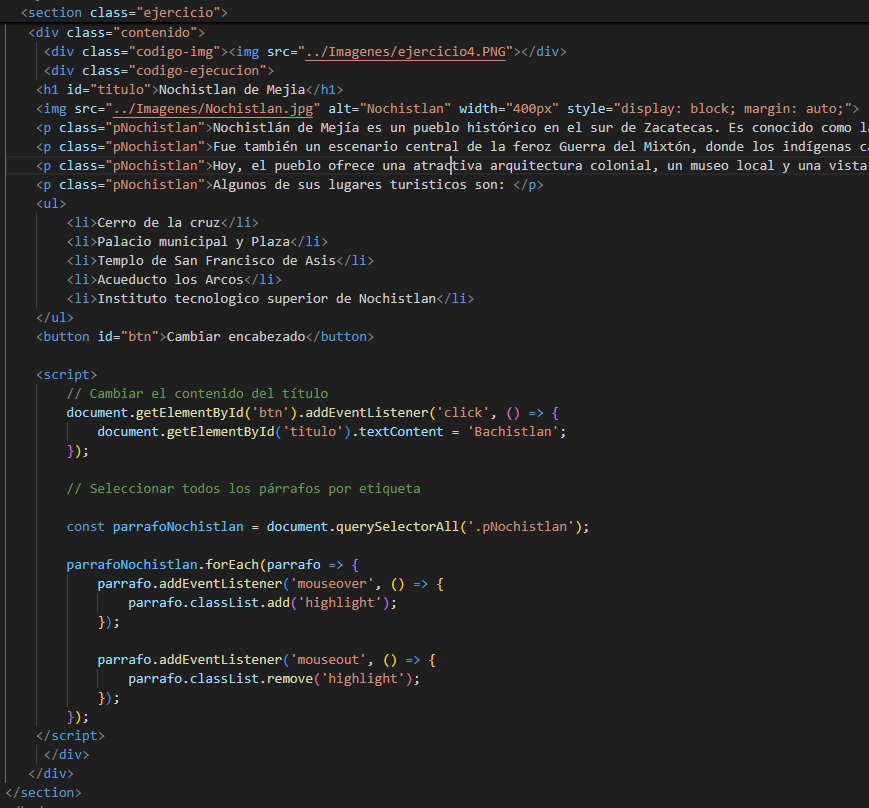 <section class="ejercicio">
<div class="contenido">
<div class="codigo-img"><img src="../Imagenes/ejercicio4.PNG"></div>
<div class="codigo-ejecucion">
<h1 id="titulo">Nochistlan de Mejia</h1>
<img src="../Imagenes/Nochistlan.jpg" alt="Nochistlan" width="400px" style="display: block; margin: auto;">
<p class="pNochistlan">Nochistlán de Mejía es un pueblo histórico en el sur de Zacatecas. Es conocido como
<p class="pNochistlan">Fue también un escenario central de la feroz Guerra del Mixtón, donde los indígenas
<p class="pNochistlan">Hoy, el pueblo ofrece una atractiva arquitectura colonial, un museo local y una vista
<p class="pNochistlan">Algunos de sus lugares turisticos son: </p>
<ul>
<li>Cerro de la cruz</li>
<li>Palacio municipal y Plaza</li>
<li>Templo de San Francisco de Asis</li>
<li>Acueducto los Arcos</li>
<li>Instituto tecnologico superior de Nochistlan</li>
</ul>
<button id="btn">Cambiar encabezado</button>
<script>
// Cambiar el contenido del título
document.getElementById('btn').addEventListener('click', () => {
document.getElementById('titulo').textContent = 'Bachistlan';
});
// Seleccionar todos los párrafos por etiqueta
const parrafoNochistlan = document.querySelectorAll('.pNochistlan');
parrafoNochistlan.forEach(parrafo => {
parrafo.addEventListener('mouseover', () => {
parrafo.classList.add('highlight');
});
parrafo.addEventListener('mouseout', () => {
parrafo.classList.remove('highlight');
});
});
</script>
</div>
</div>
</section>